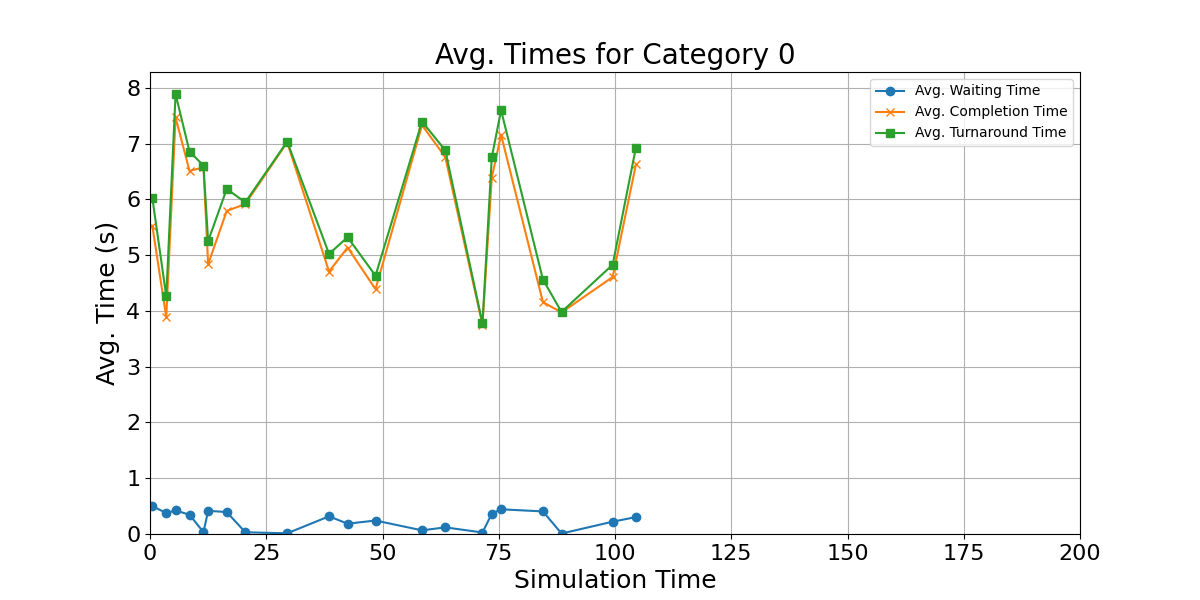 Avg. Times for Category 0
Avg. Waiting Time
Avg. Completion Time
Avg. Turnaround Time
Avg. Time (s)
8
7
6
5
4
3
2
1
0
0 25 50 75 100 125 150 175 200
Simulation Time